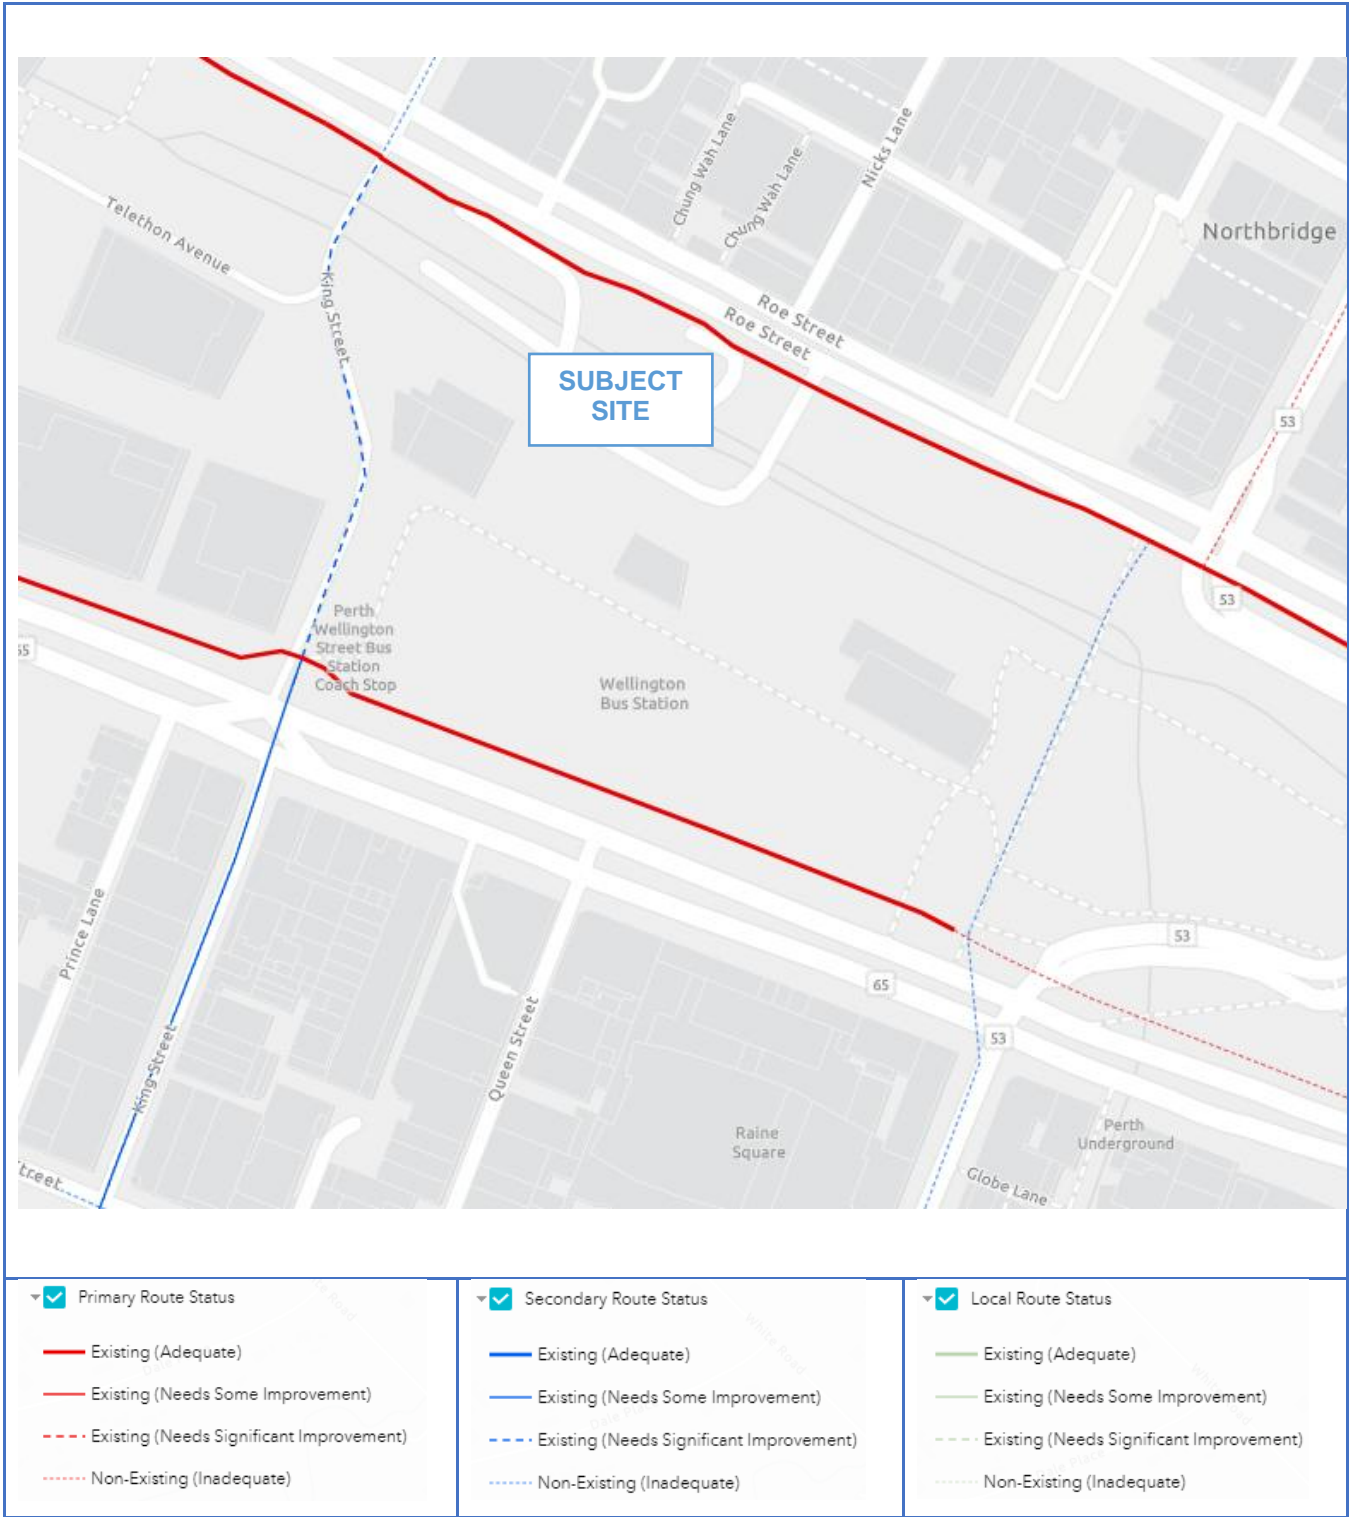 Chung Wah Lane
Nicks Lane
Chung Wah Lane
Telethon Avenue
Northbridge
King Street
Roe Street
Roe Street
SUBJECT
SITE
53
53
Perth
Wellington
Street Bus
Station
Coach Stop
Wellington
Bus Station
Prince Lane
53
65
King Street
Queen Street
53
Raine
Square
Perth
Underground
Globe Lane
Primary Route Status
Existing (Adequate)
Existing (Needs Some Improvement)
Existing (Needs Significant Improvement)
Non-Existing (Inadequate)
Secondary Route Status
White Road
Existing (Adequate)
Existing (Needs Some Improvement)
Existing (Needs Significant Improvement)
Non-Existing (Inadequate)
Local Route Status
Existing (Adequate)
Existing (Needs Some Improvement)
Existing (Needs Significant Improvement)
Non-Existing (Inadequate)